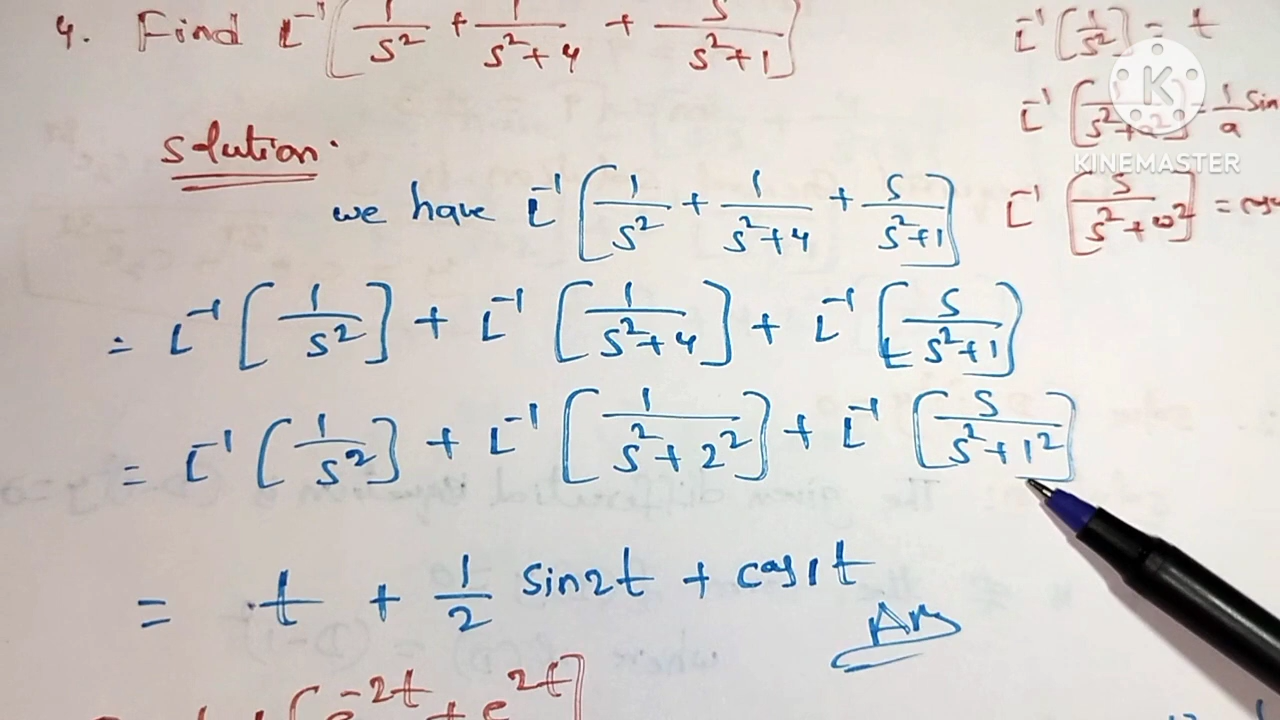 4. Find L⁻¹[1/s² + 1/s²+4 + s/s²+1]
L⁻¹[1/s²] = t
L⁻¹[1/s²+a²] = 1/a sin
KINEMASTER
L⁻¹[s/s²+ω²] = cos
Solution.
we have L⁻¹[1/s² + 1/s²+4 + s/s²+1]
= L⁻¹[1/s²] + L⁻¹[1/s²+4] + L⁻¹[s/s²+1]
= L⁻¹[1/s²] + L⁻¹[1/s²+2²] + L⁻¹[s/s²+1²]
= t + 1/2 sin2t + cos1t
Ans
[e⁻²ᵗ + e²ᵗ]